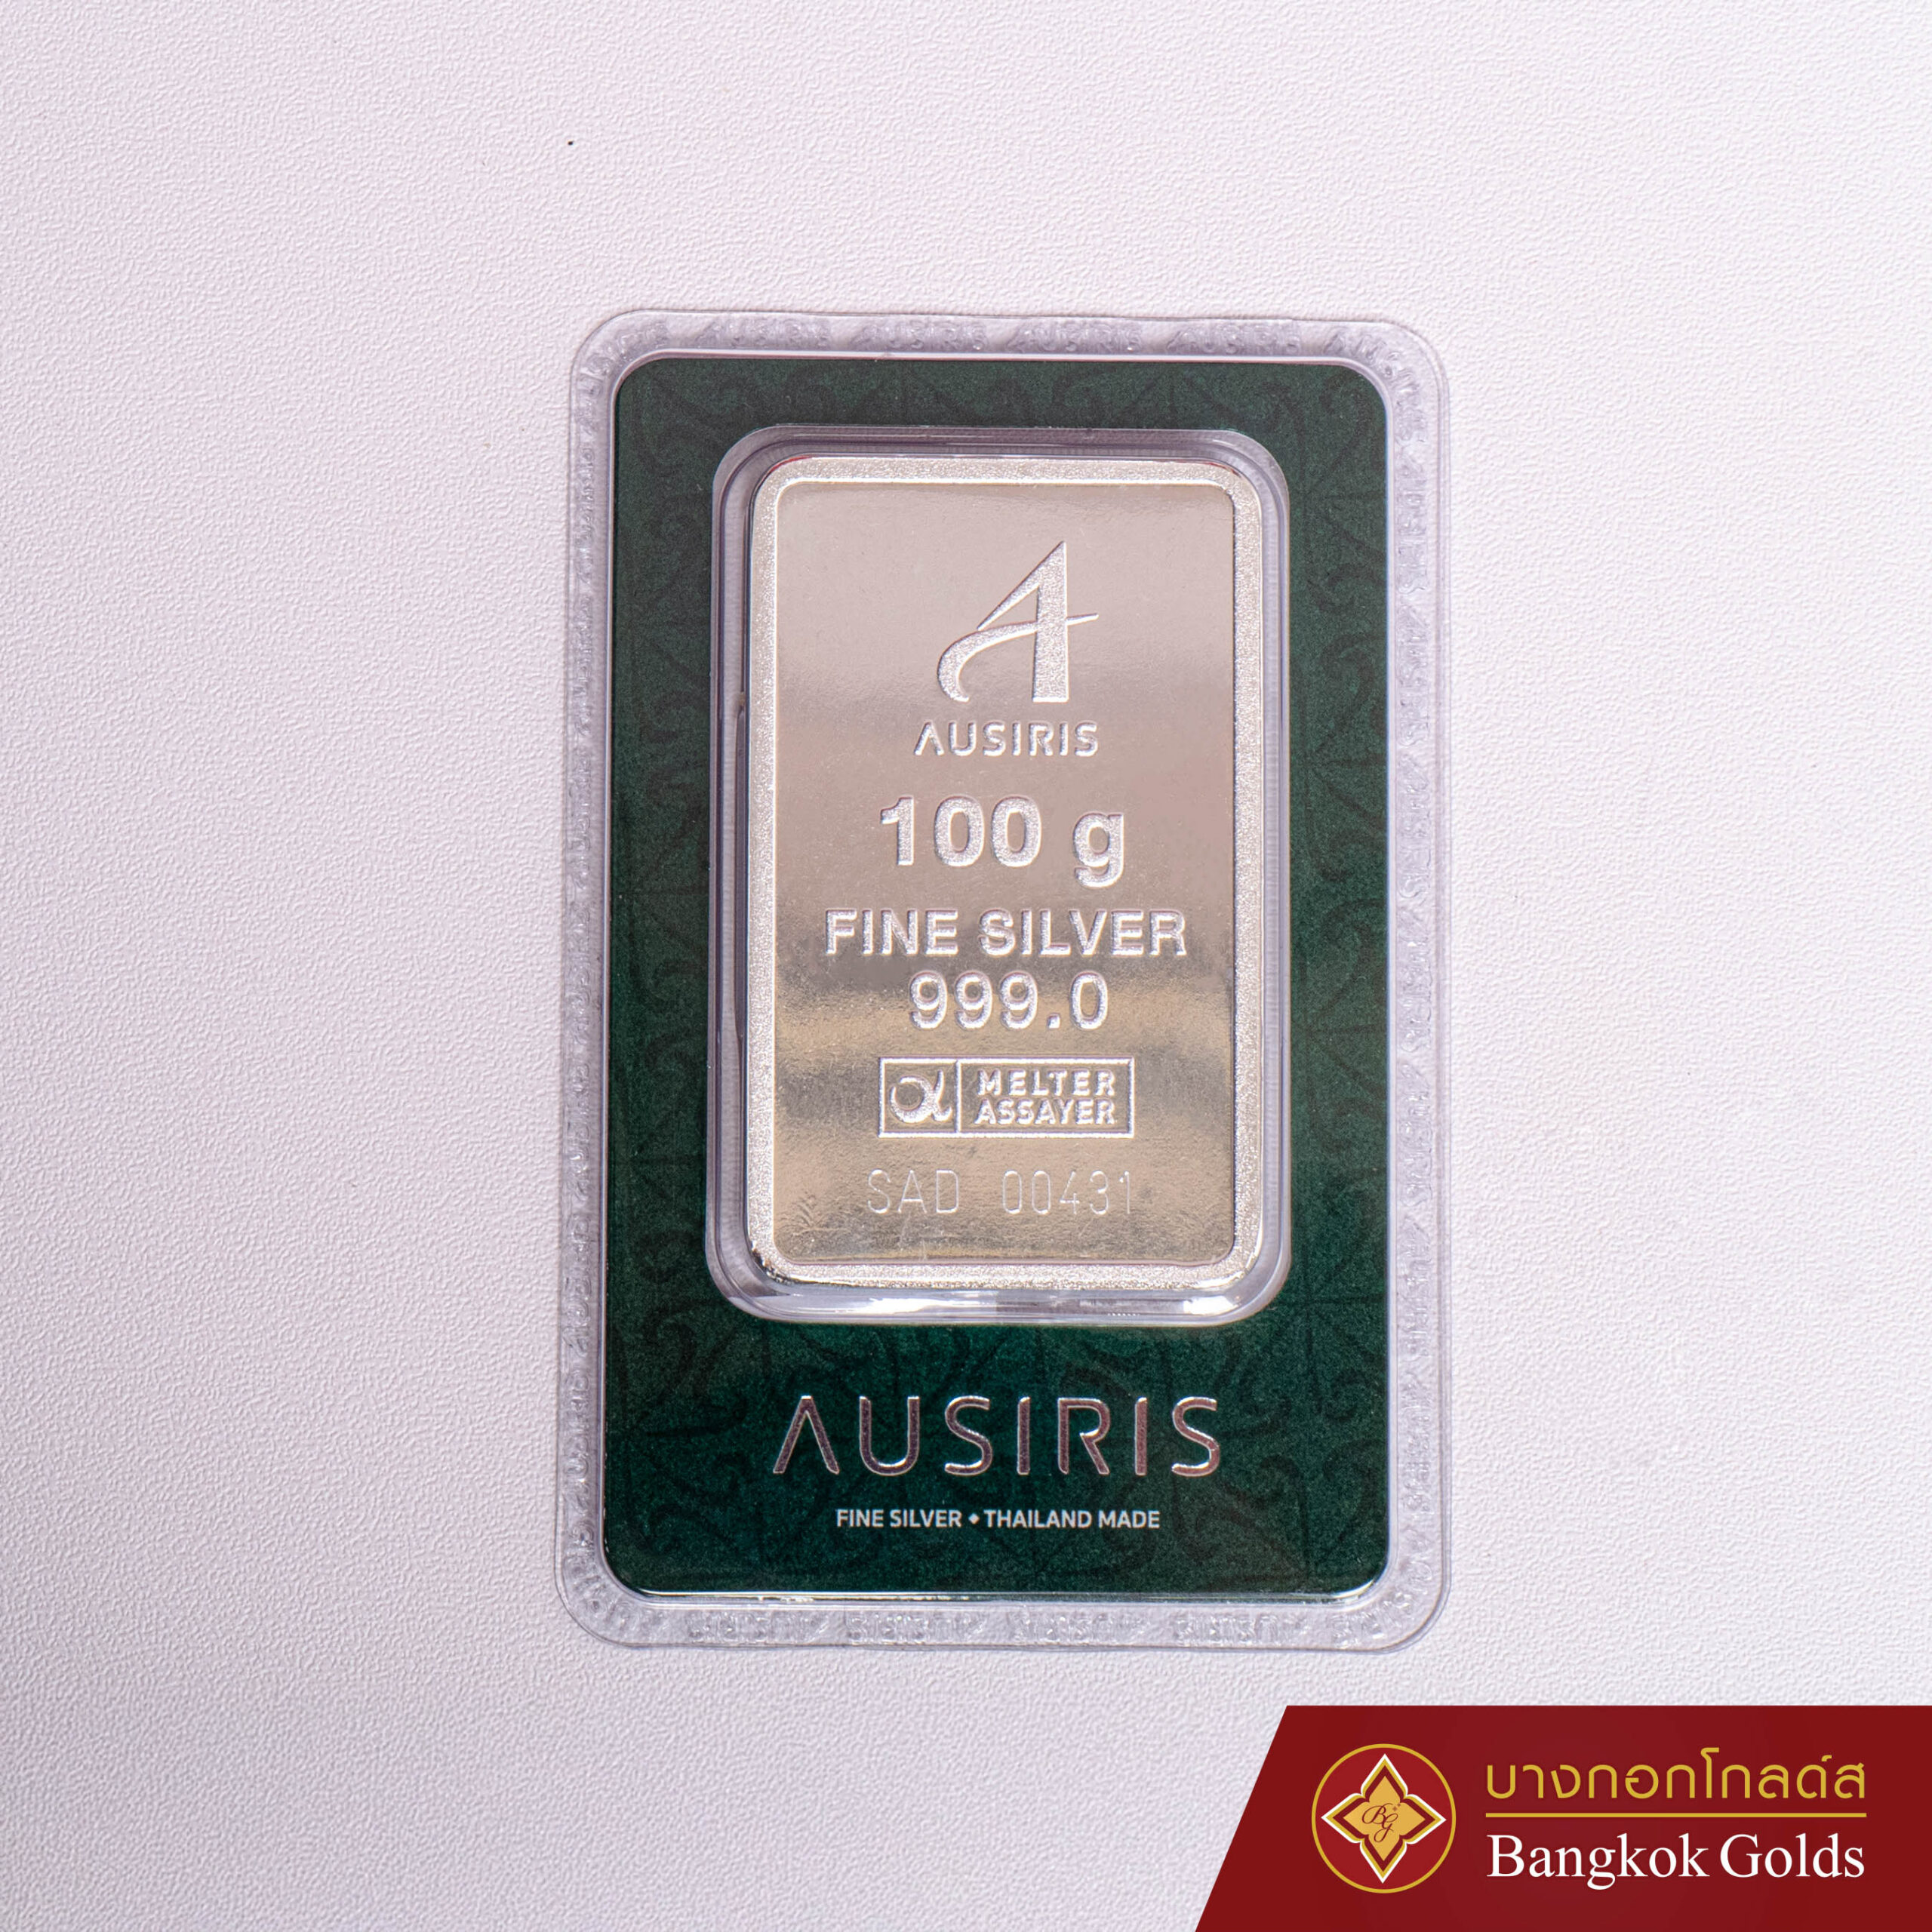 AUSIRIS
100 g
FINE SILVER
999.0
MELTER
ASSAYER
SAD 00431
AUSIRIS
FINE SILVER • THAILAND MADE
BG
บางกอกโกลด์ส
Bangkok Golds